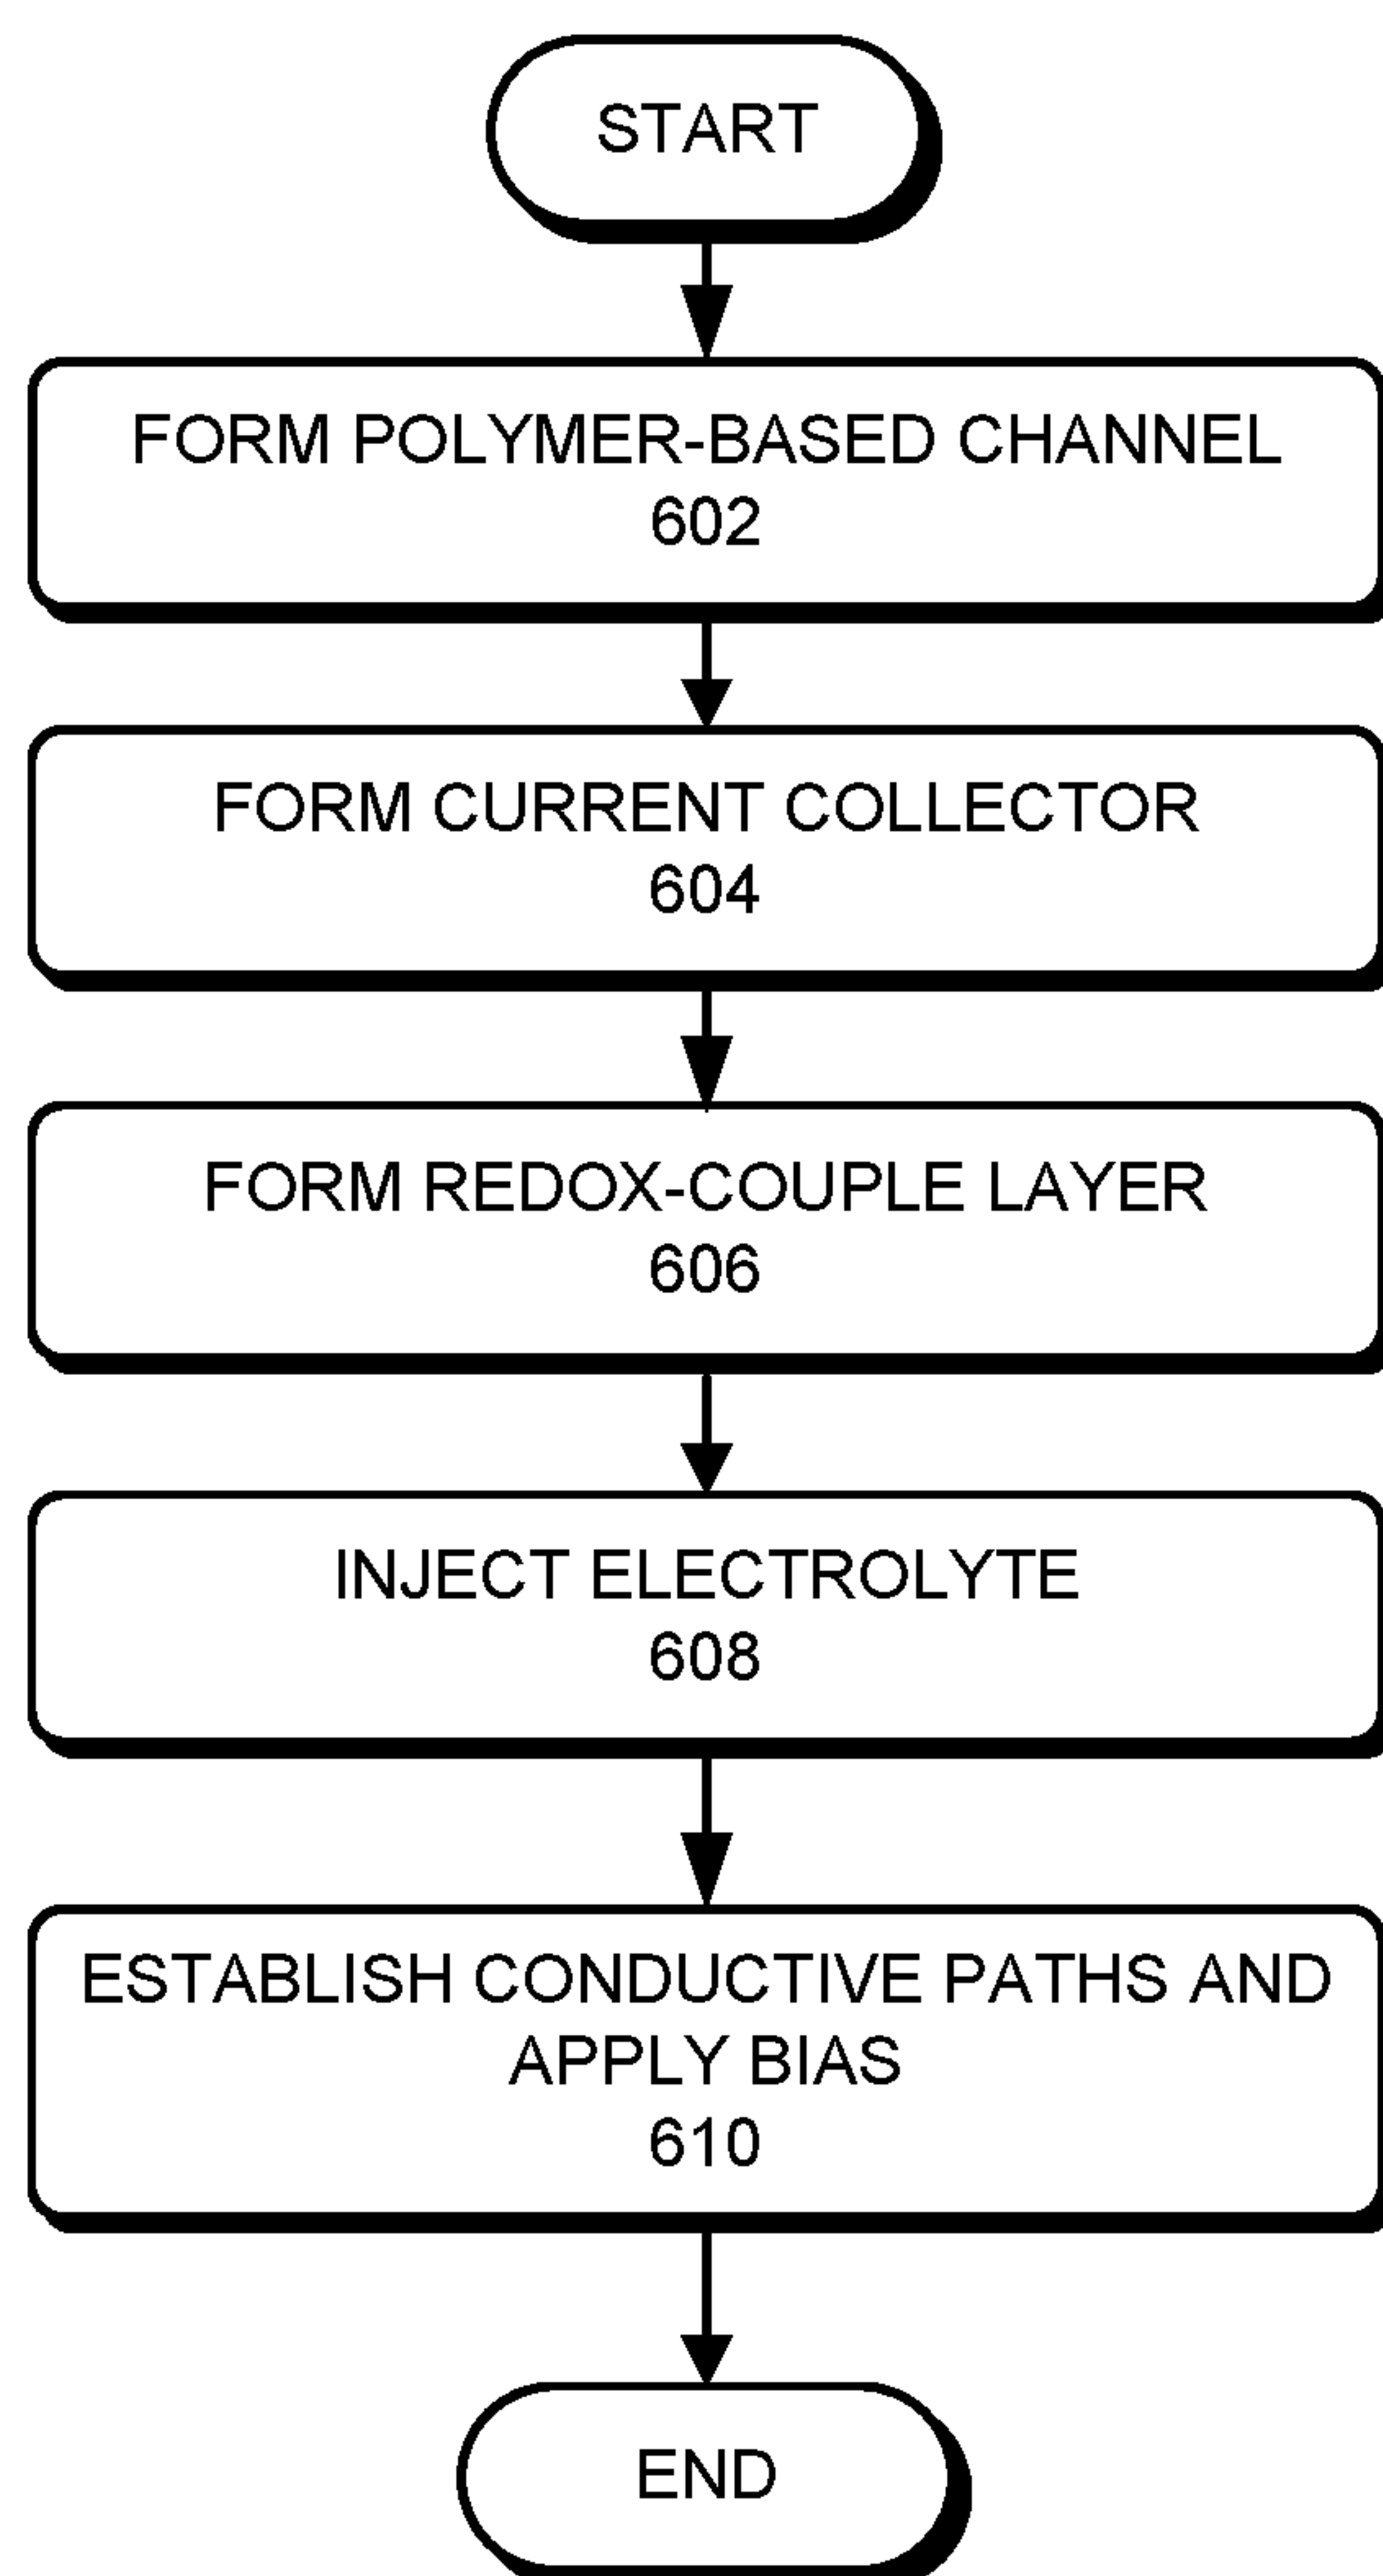 START
FORM POLYMER-BASED CHANNEL
602
FORM CURRENT COLLECTOR
604
FORM REDOX-COUPLE LAYER
606
INJECT ELECTROLYTE
608
ESTABLISH CONDUCTIVE PATHS AND
APPLY BIAS
610
END